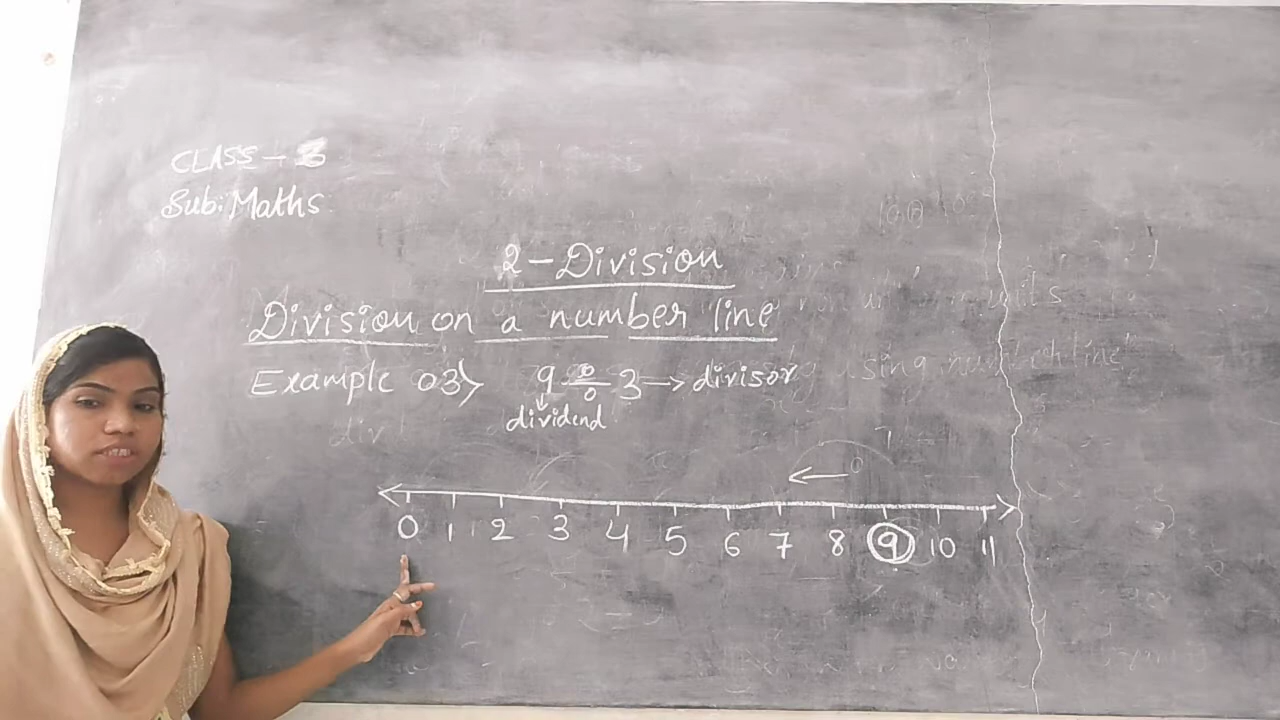 CLASS - 3
Sub: Maths
2 - Division
Division on a number line
Example 03> 9 ÷ 3 → divisor
dividend
0 1 2 3 4 5 6 7 8 9 10 11